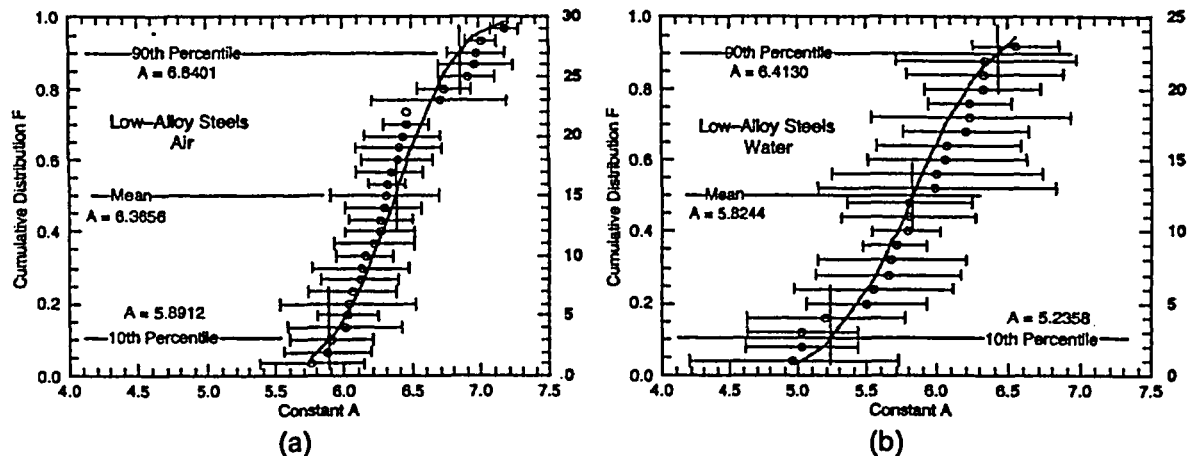 1.0
0.8
0.6
0.4
0.2
0.0
Cumulative Distribution F
90th Percentile
A = 6.8401
Low–Alloy Steels
Air
Mean
A = 6.3656
A = 5.8912
10th Percentile
30
25
20
15
10
5
0
4.0 4.5 5.0 5.5 6.0 6.5 7.0 7.5
Constant A
(a)
1.0
0.8
0.6
0.4
0.2
0.0
Cumulative Distribution F
90th Percentile
A = 6.4130
Low–Alloy Steels
Water
Mean
A = 5.8244
A = 5.2358
10th Percentile
25
20
15
10
5
0
4.0 4.5 5.0 5.5 6.0 6.5 7.0 7.5
Constant A
(b)